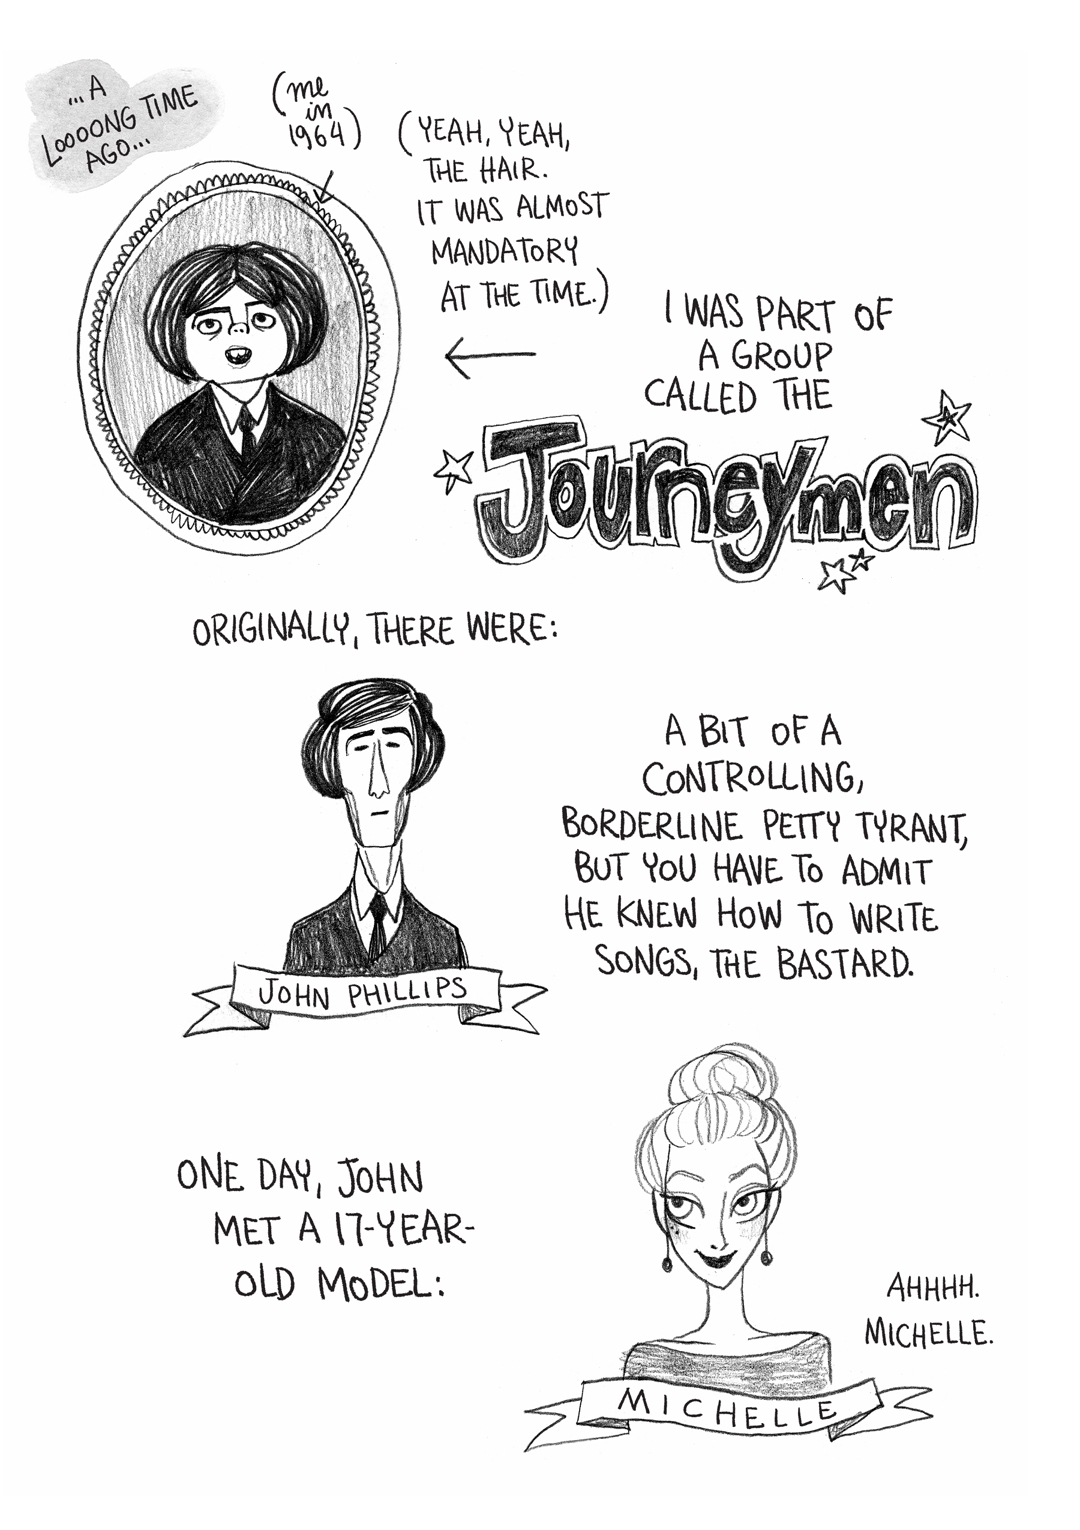 ...A
LOOOONG TIME
AGO...
(me
in
1964)
(YEAH, YEAH,
THE HAIR.
IT WAS ALMOST
MANDATORY
AT THE TIME.)
I WAS PART OF
A GROUP
CALLED THE
JOURNEYMEN
ORIGINALLY, THERE WERE:
A BIT OF A
CONTROLLING,
BORDERLINE PETTY TYRANT,
BUT YOU HAVE TO ADMIT
HE KNEW HOW TO WRITE
SONGS, THE BASTARD.
JOHN PHILLIPS
ONE DAY, JOHN
MET A 17-YEAR-
OLD MODEL:
AHHHH.
MICHELLE.
MICHELLE